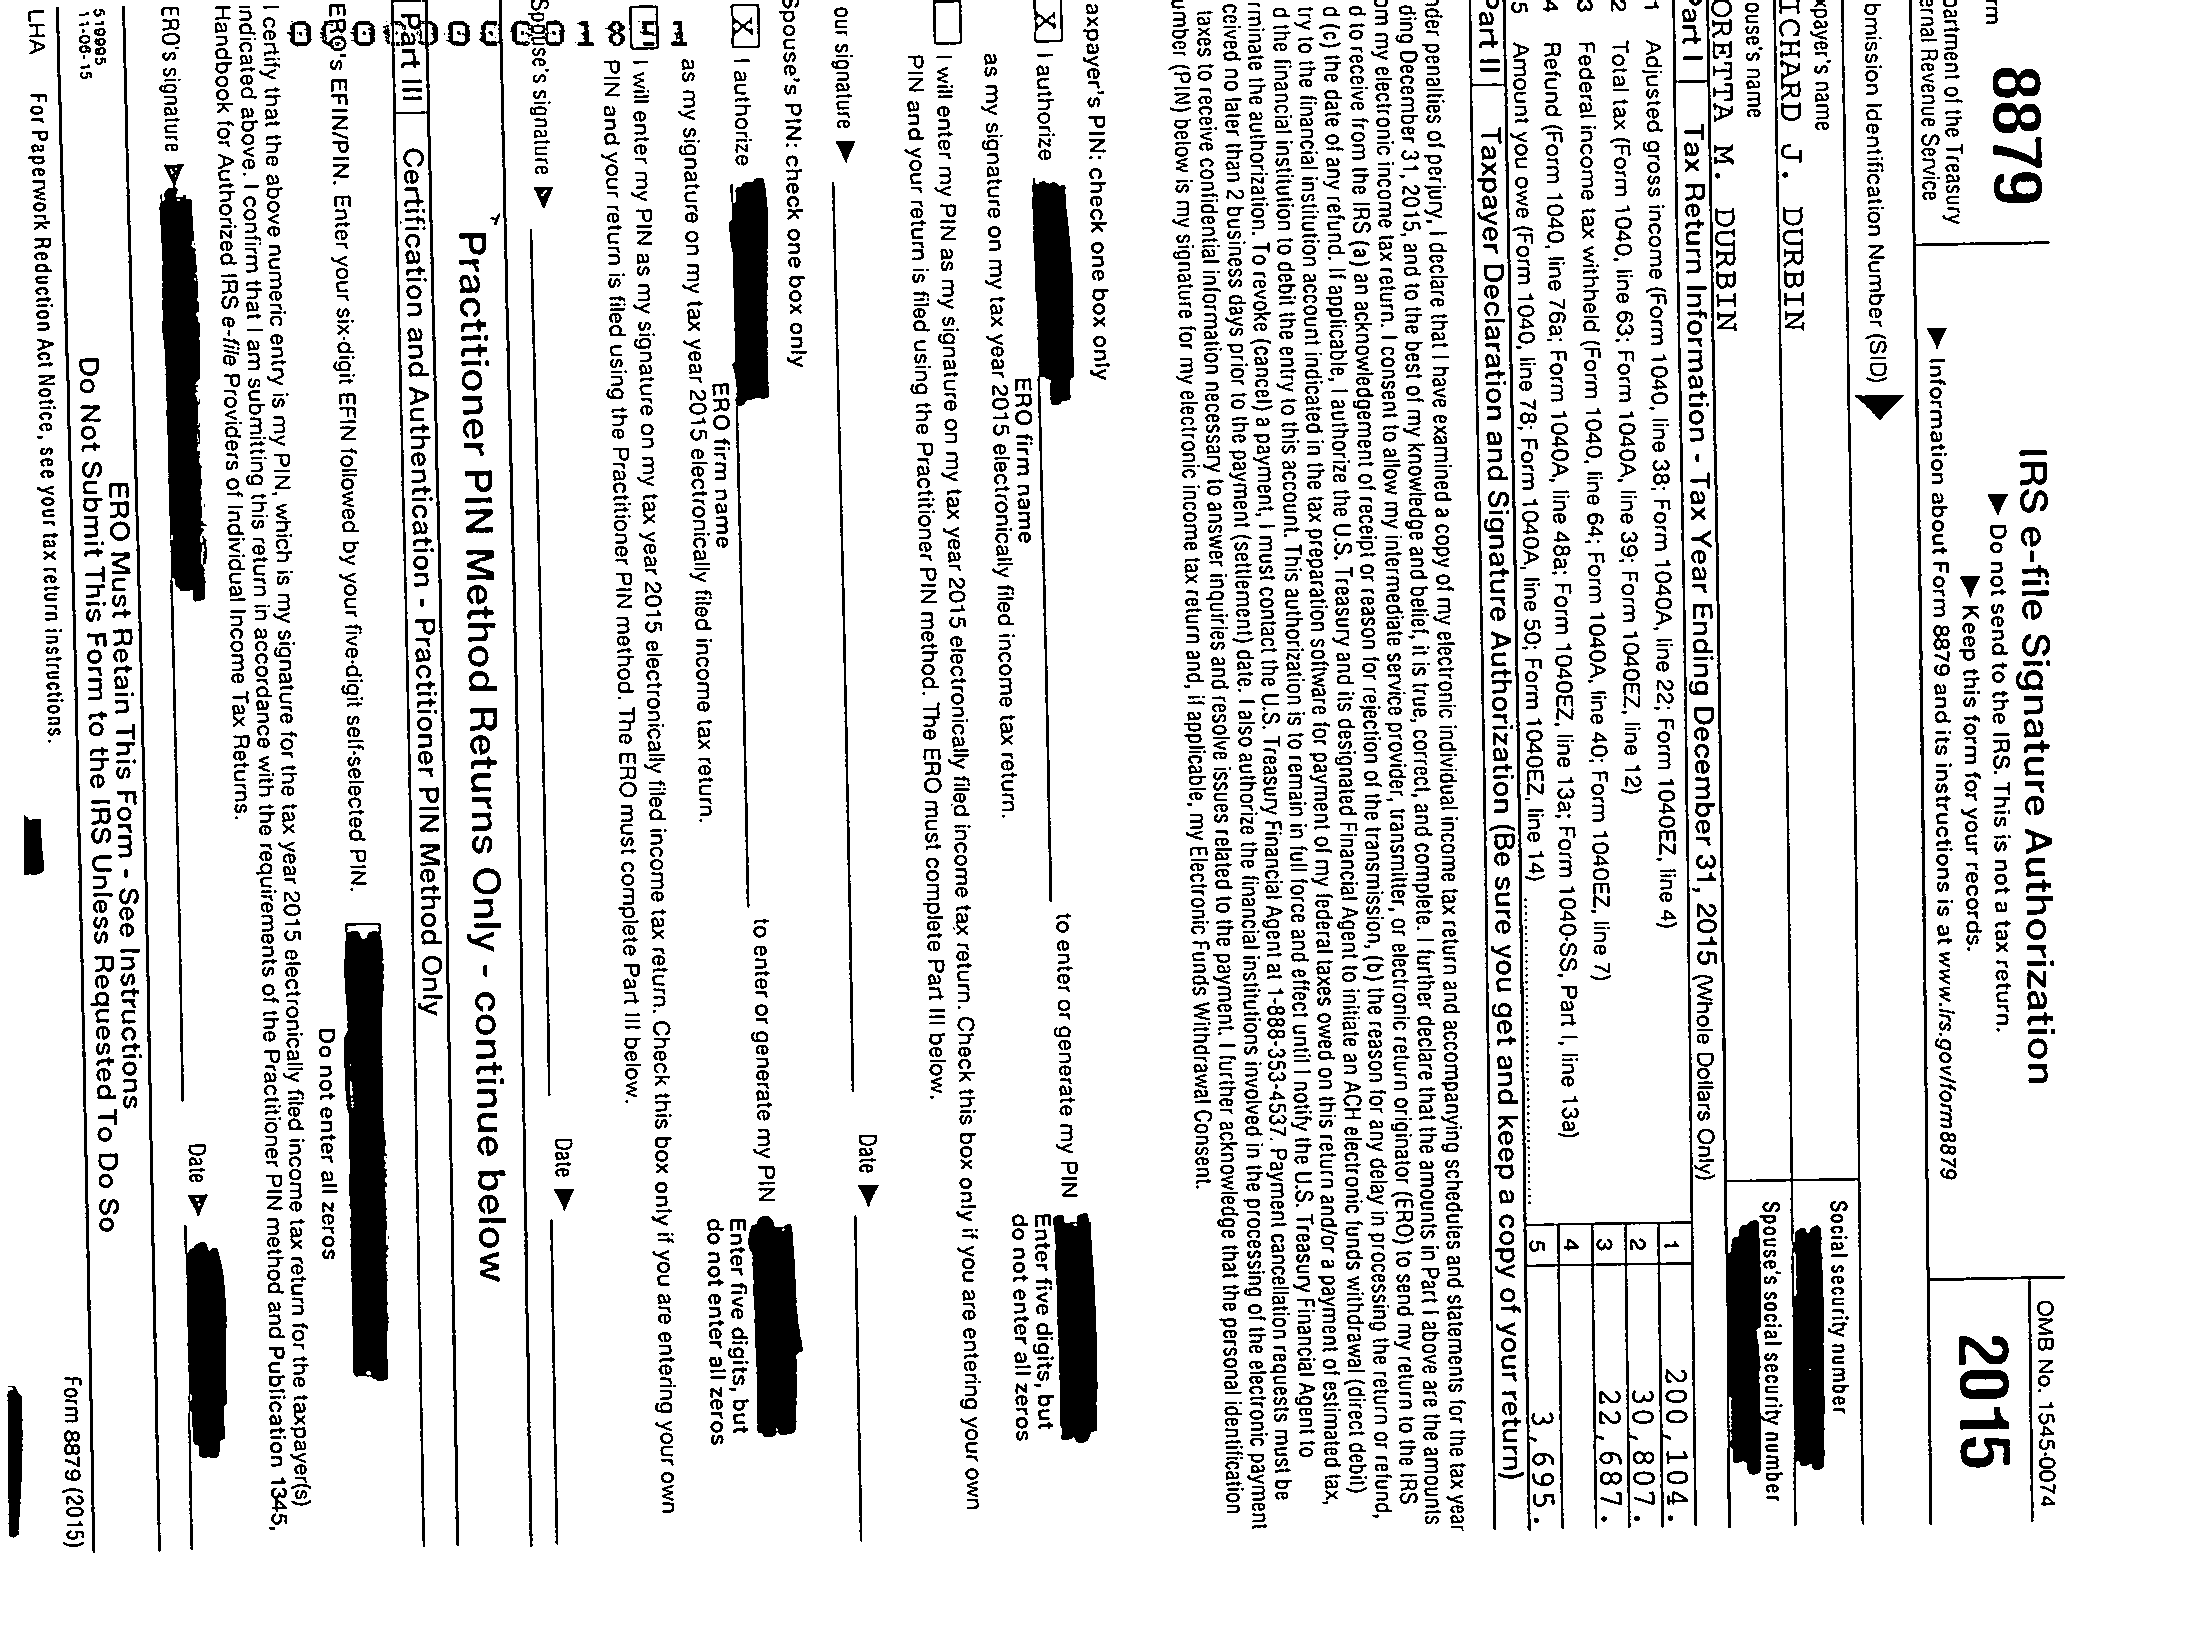 rm 8879
partment of the Treasury
ernal Revenue Service
IRS e-file Signature Authorization
▶ Do not send to the IRS. This is not a tax return.
▶ Keep this form for your records.
▶ Information about Form 8879 and its instructions is at www.irs.gov/form8879
OMB No. 1545-0074
2015
bmission Identification Number (SID)
xpayer's name
Social security number
ICHARD J. DURBIN
ouse's name
Spouse's social security number
ORETTA M. DURBIN
Part I Tax Return Information - Tax Year Ending December 31, 2015 (Whole Dollars Only)
1 Adjusted gross income (Form 1040, line 38; Form 1040A, line 22; Form 1040EZ, line 4) 1 200,104.
2 Total tax (Form 1040, line 63; Form 1040A, line 39; Form 1040EZ, line 12) 2 30,807.
3 Federal income tax withheld (Form 1040, line 64; Form 1040A, line 40; Form 1040EZ, line 7) 3 22,687.
4 Refund (Form 1040, line 76a; Form 1040A, line 48a; Form 1040EZ, line 13a; Form 1040-SS, Part I, line 13a) 4
5 Amount you owe (Form 1040, line 78; Form 1040A, line 50; Form 1040EZ, line 14) 5 3,695.
Part II Taxpayer Declaration and Signature Authorization (Be sure you get and keep a copy of your return)
nder penalties of perjury, I declare that I have examined a copy of my electronic individual income tax return and accompanying schedules and statements for the tax year
ding December 31, 2015, and to the best of my knowledge and belief, it is true, correct, and complete. I further declare that the amounts in Part I above are the amounts
om my electronic income tax return. I consent to allow my intermediate service provider, transmitter, or electronic return originator (ERO) to send my return to the IRS
d to receive from the IRS (a) an acknowledgement of receipt or reason for rejection of the transmission, (b) the reason for any delay in processing the return or refund,
d (c) the date of any refund. If applicable, I authorize the U.S. Treasury and its designated Financial Agent to initiate an ACH electronic funds withdrawal (direct debit)
try to the financial institution account indicated in the tax preparation software for payment of my federal taxes owed on this return and/or a payment of estimated tax,
d the financial institution to debit the entry to this account. This authorization is to remain in full force and effect until I notify the U.S. Treasury Financial Agent to
rminate the authorization. To revoke (cancel) a payment, I must contact the U.S. Treasury Financial Agent at 1-888-353-4537. Payment cancellation requests must be
ceived no later than 2 business days prior to the payment (settlement) date. I also authorize the financial institutions involved in the processing of the electronic payment
taxes to receive confidential information necessary to answer inquiries and resolve issues related to the payment. I further acknowledge that the personal identification
umber (PIN) below is my signature for my electronic income tax return and, if applicable, my Electronic Funds Withdrawal Consent.
axpayer's PIN: check one box only
X I authorize to enter or generate my PIN
ERO firm name
Enter five digits, but
do not enter all zeros
as my signature on my tax year 2015 electronically filed income tax return.
I will enter my PIN as my signature on my tax year 2015 electronically filed income tax return. Check this box only if you are entering your own
PIN and your return is filed using the Practitioner PIN method. The ERO must complete Part III below.
our signature ▶ Date ▶
Spouse's PIN: check one box only
X I authorize to enter or generate my PIN
ERO firm name
Enter five digits, but
do not enter all zeros
as my signature on my tax year 2015 electronically filed income tax return.
I will enter my PIN as my signature on my tax year 2015 electronically filed income tax return. Check this box only if you are entering your own
PIN and your return is filed using the Practitioner PIN method. The ERO must complete Part III below.
Spouse's signature ▶ Date ▶
Practitioner PIN Method Returns Only - continue below
Part III Certification and Authentication - Practitioner PIN Method Only
ERO's EFIN/PIN. Enter your six-digit EFIN followed by your five-digit self-selected PIN.
Do not enter all zeros
I certify that the above numeric entry is my PIN, which is my signature for the tax year 2015 electronically filed income tax return for the taxpayer(s)
indicated above. I confirm that I am submitting this return in accordance with the requirements of the Practitioner PIN method and Publication 1345,
Handbook for Authorized IRS e-file Providers of Individual Income Tax Returns.
ERO's signature ▶ Date ▶
ERO Must Retain This Form - See Instructions
Do Not Submit This Form to the IRS Unless Requested To Do So
519995
11-06-15
LHA For Paperwork Reduction Act Notice, see your tax return instructions.
Form 8879 (2015)